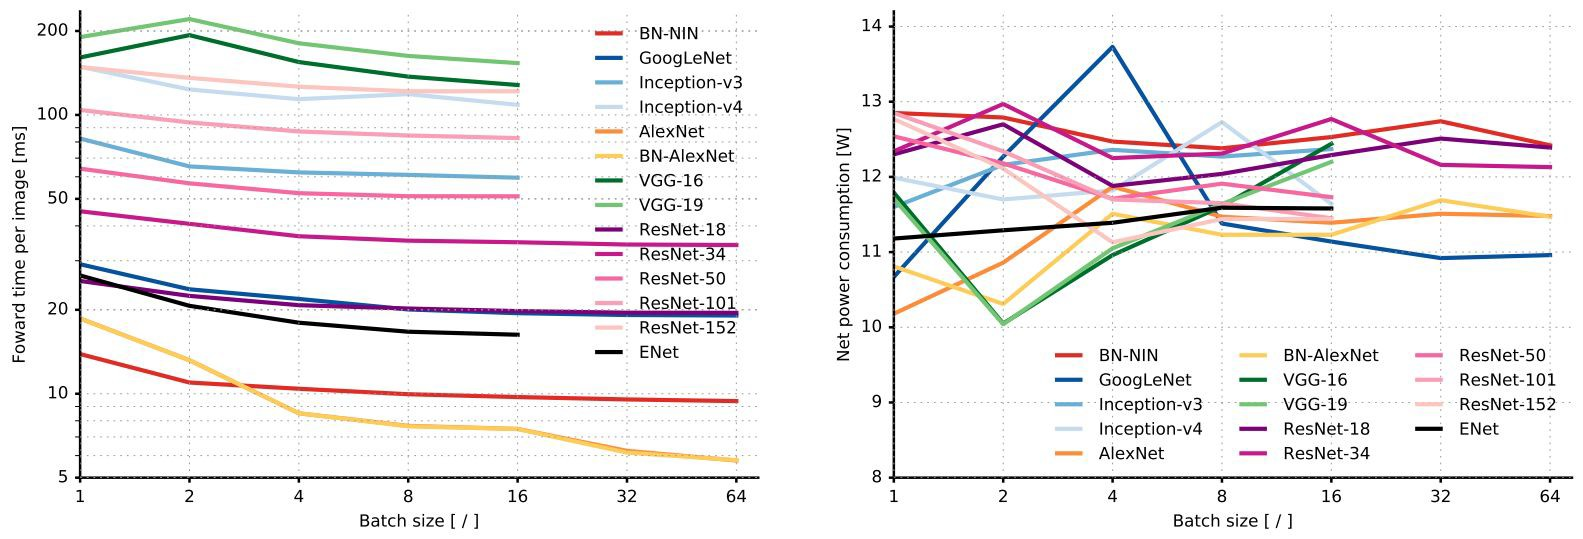 Foward time per image [ms]
200
100
50
20
10
5
1 2 4 8 16 32 64
Batch size [ / ]
BN-NIN
GoogLeNet
Inception-v3
Inception-v4
AlexNet
BN-AlexNet
VGG-16
VGG-19
ResNet-18
ResNet-34
ResNet-50
ResNet-101
ResNet-152
ENet
Net power consumption [W]
14
13
12
11
10
9
8
1 2 4 8 16 32 64
Batch size [ / ]
BN-NIN
GoogLeNet
Inception-v3
Inception-v4
AlexNet
BN-AlexNet
VGG-16
VGG-19
ResNet-18
ResNet-34
ResNet-50
ResNet-101
ResNet-152
ENet